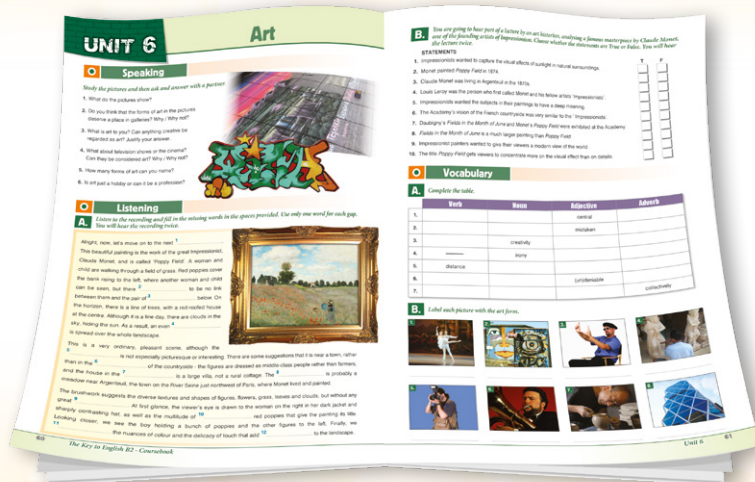 UNIT 6
Art
Speaking
Study the pictures and then ask and answer with a partner.
1. What do the pictures show?
2. Do you think that the forms of art in the pictures
deserve a place in galleries? Why / Why not?
3. What is art to you? Can anything creative be
regarded as art? Justify your answer.
4. What about television shows or the cinema?
Can they be considered art? Why / Why not?
5. How many forms of art can you name?
6. Is art just a hobby or can it be a profession?
Listening
A. Listen to the recording and fill in the missing words in the spaces provided. Use only one word for each gap.
You will hear the recording twice.
Alright, now, let's move on to the next 1
This beautiful painting is the work of the great Impressionist,
Claude Monet, and is called 'Poppy Field'. A woman and
child are walking through a field of grass. Red poppies cover
the bank rising to the left, where another woman and child
can be seen, but there 2 to be no link
between them and the pair of 3 below. On
the horizon, there is a line of trees, with a red-roofed house
at the centre. Although it is a fine day, there are clouds in the
sky, hiding the sun. As a result, an even 4
is spread over the whole landscape.
This is a very ordinary, pleasant scene, although the
5 is not especially picturesque or interesting. There are some suggestions that it is near a town, rather
than in the 6 of the countryside - the figures are dressed as middle-class people rather than farmers,
and the house in the 7 is a large villa, not a rural cottage. The 8 is probably a
meadow near Argenteuil, the town on the River Seine just northwest of Paris, where Monet lived and painted.
The brushwork suggests the diverse textures and shapes of figures, flowers, grass, leaves and clouds, but without any
great 9 At first glance, the viewer's eye is drawn to the woman on the right in her dark jacket and
sharply contrasting hat, as well as the multitude of 10 red poppies that give the painting its title.
Looking closer, we see the boy holding a bunch of poppies and the other figures to the left. Finally, we
11 the nuances of colour and the delicacy of touch that add 12 to the landscape.
60
The Key to English B2 - Coursebook
B. You are going to hear part of a lecture by an art historian, analysing a famous masterpiece by Claude Monet,
one of the founding artists of Impressionism. Choose whether the statements are True or False. You will hear
the lecture twice.
STATEMENTS
T F
1. Impressionists wanted to capture the visual effects of sunlight in natural surroundings.
2. Monet painted Poppy Field in 1874.
3. Claude Monet was living in Argenteuil in the 1870s.
4. Louis Leroy was the person who first called Monet and his fellow artists 'Impressionists'.
5. Impressionists wanted the subjects in their paintings to have a deep meaning.
6. The Academy's vision of the French countryside was very similar to the 'Impressionists'.
7. Daubigny's Fields in the Month of June and Monet's Poppy Field were exhibited at the Academy.
8. Fields in the Month of June is a much larger painting than Poppy Field.
9. Impressionist painters wanted to give their viewers a modern view of the world.
10. The title Poppy Field gets viewers to concentrate more on the visual effect than on details.
Vocabulary
A. Complete the table.
Verb Noun Adjective Adverb
1. central
2. mistaken
3. creativity
4. irony
5. distance
6. (un)deniable
7. collectively
B. Label each picture with the art form.
1. 2. 3. 4.
5. 6. 7. 8.
Unit 6
61